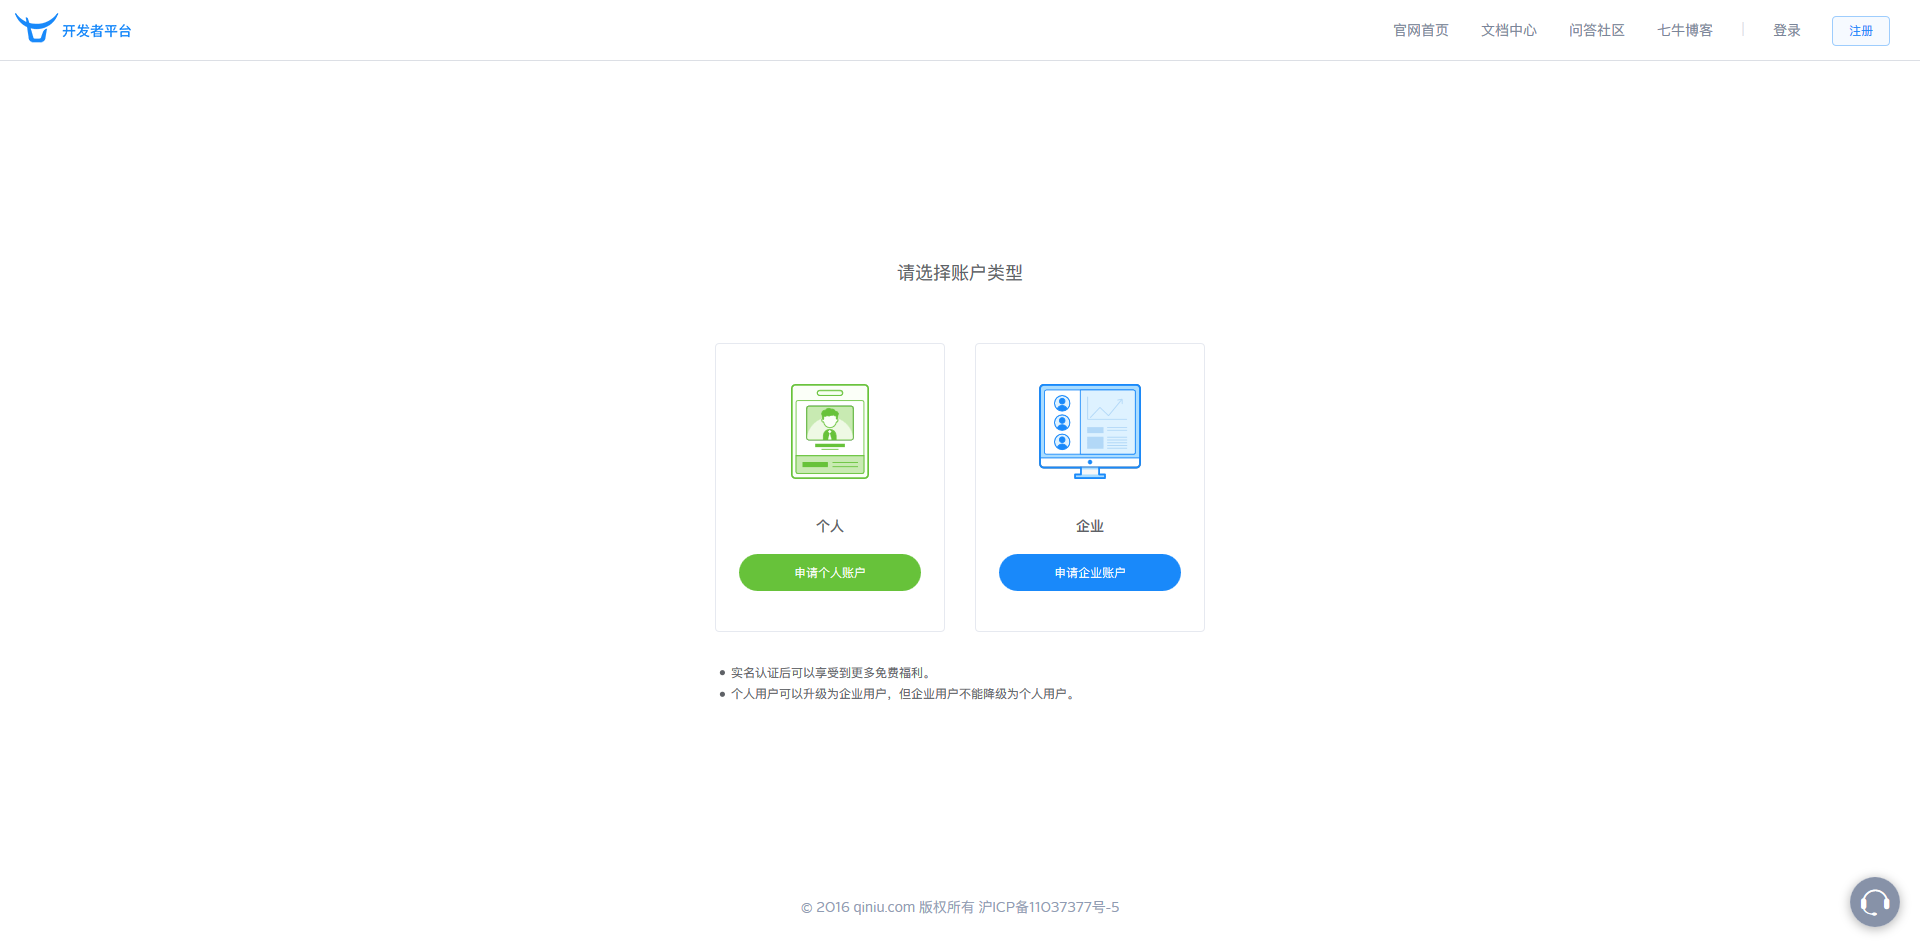 开发者平台
官网首页 文档中心 问答社区 七牛博客 | 登录 注册
请选择账户类型
个人
申请个人账户
企业
申请企业账户
实名认证后可以享受到更多免费福利。
个人用户可以升级为企业用户，但企业用户不能降级为个人用户。
© 2016 qiniu.com 版权所有 沪ICP备11037377号-5